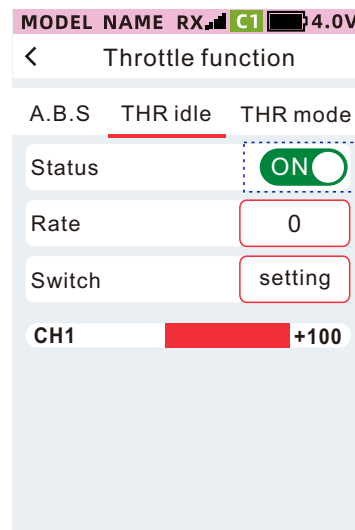 MODEL NAME RX C1 4.0V
< Throttle function
A.B.S THR idle THR mode
Status ON
Rate 0
Switch setting
CH1 +100